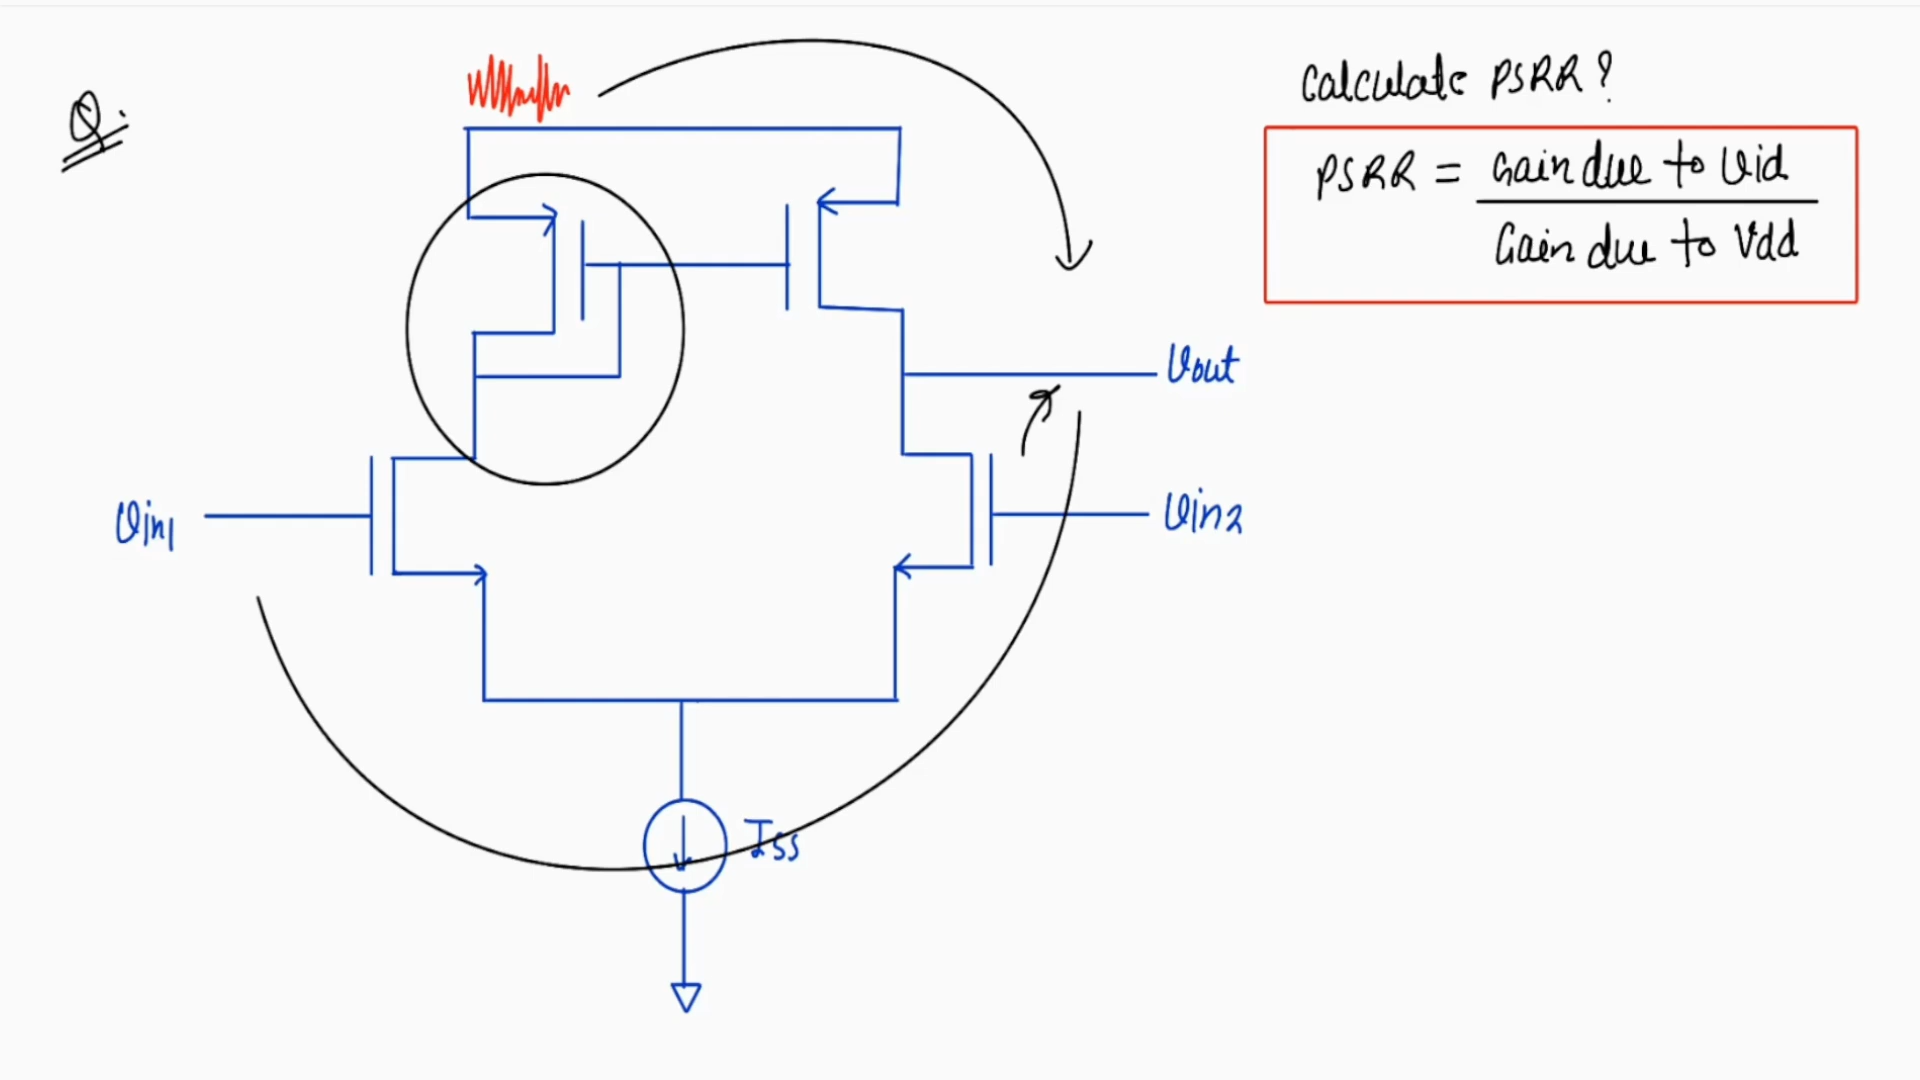 Q.
Calculate PSRR?
PSRR = Gain due to Vid
Gain due to Vdd
Vout
Vin1
Vin2
Iss